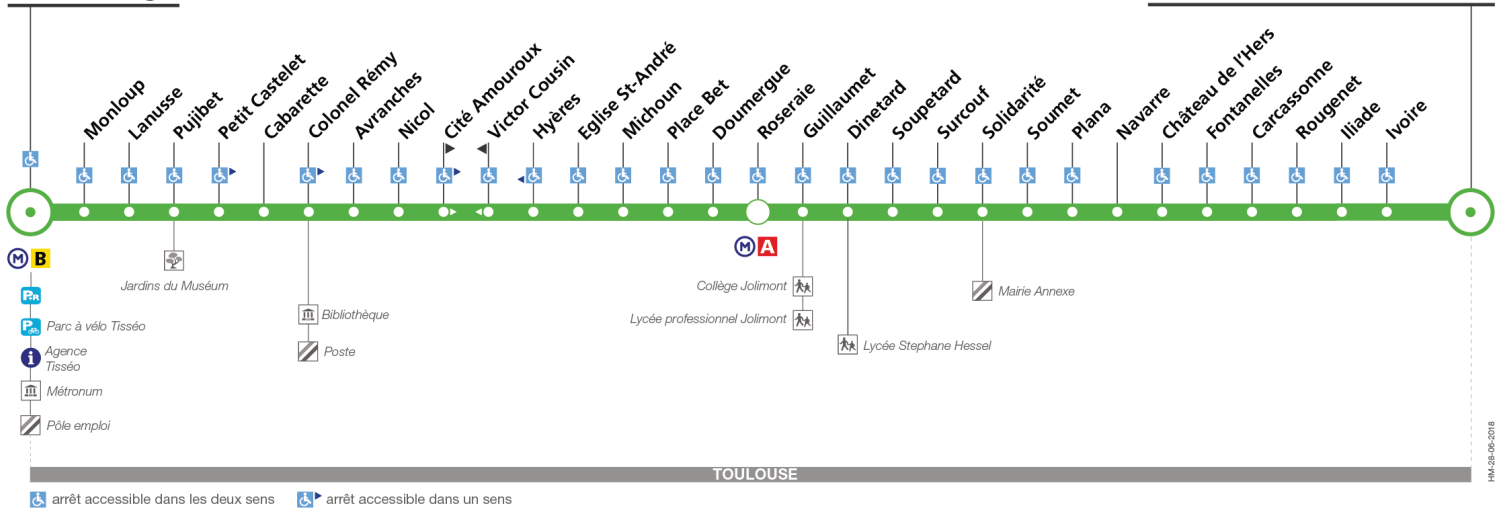 Monloup
Lanusse
Pujibet
Petit Castelet
Cabarette
Colonel Rémy
Avranches
Nicol
Cité Amouroux
Victor Cousin
Hyères
Eglise St-André
Michoun
Place Bet
Doumergue
Roseraie
Guillaumet
Dinetard
Soupetard
Surcouf
Solidarité
Soumet
Plana
Navarre
Château de l'Hers
Fontanelles
Carcassonne
Rougenet
Iliade
Ivoire
M B
M A
P+R
Jardins du Muséum
Collège Jolimont
Mairie Annexe
Bibliothèque
Lycée professionnel Jolimont
P Parc à vélo Tisséo
Poste
Lycée Stephane Hessel
i Agence
Tisséo
Métronum
Pôle emploi
TOULOUSE
arrêt accessible dans les deux sens
arrêt accessible dans un sens
HM-28-06-2018